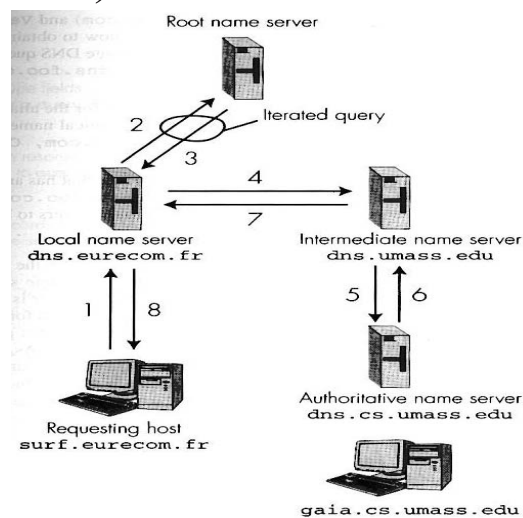 Root name server
Iterated query
2
3
4
7
Local name server
dns.eurecom.fr
Intermediate name server
dns.umass.edu
1
8
5
6
Requesting host
surf.eurecom.fr
Authoritative name server
dns.cs.umass.edu
gaia.cs.umass.edu